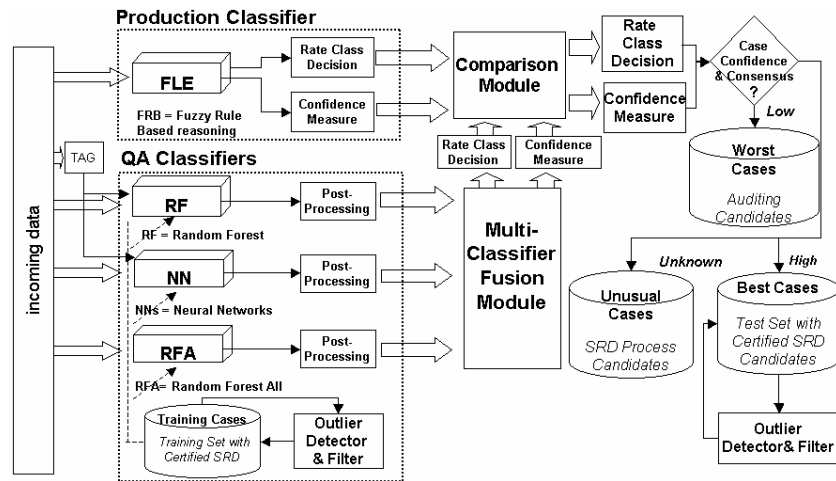 Production Classifier
FLE
FRB = Fuzzy Rule
Based reasoning
Rate Class
Decision
Confidence
Measure
Comparison
Module
Rate
Class
Decision
Confidence
Measure
Case
Confidence
& Consensus
?
Low
Worst
Cases
Auditing
Candidates
Rate Class
Decision
Confidence
Measure
incoming data
TAG
QA Classifiers
RF
RF = Random Forest
Post-
Processing
NN
NNs= Neural Networks
Post-
Processing
RFA
RFA= Random Forest All
Post-
Processing
Training Cases
Training Set with
Certified SRD
Outlier
Detector
& Filter
Multi-
Classifier
Fusion
Module
Unknown
High
Unusual
Cases
SRD Process
Candidates
Best Cases
Test Set with
Certified SRD
Candidates
Outlier
Detector& Filter